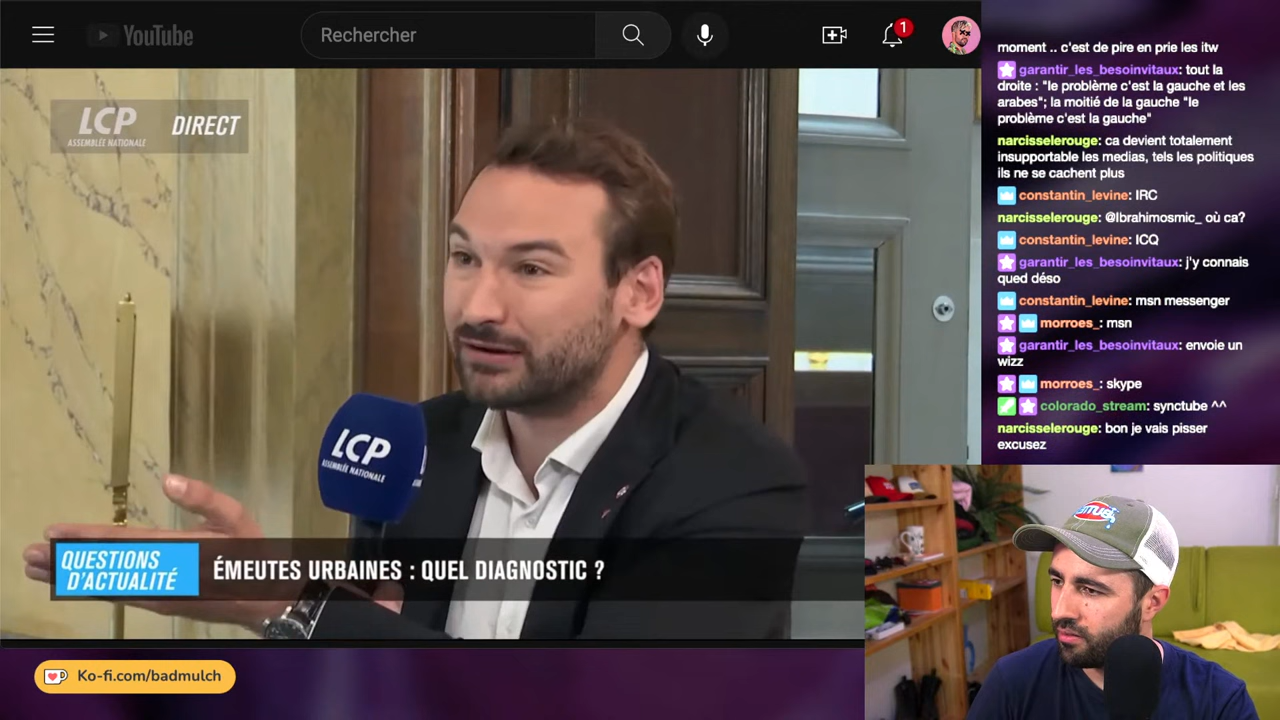 YouTube
Rechercher
1
LCP
ASSEMBLÉE NATIONALE
DIRECT
LCP
ASSEMBLÉE NATIONALE
QUESTIONS
D'ACTUALITÉ
ÉMEUTES URBAINES : QUEL DIAGNOSTIC ?
Ko-fi.com/badmulch
moment .. c'est de pire en prie les itw
garantir_les_besoinvitaux: tout la
droite : "le problème c'est la gauche et les
arabes"; la moitié de la gauche "le
problème c'est la gauche"
narcisselerouge: ca devient totalement
insupportable les medias, tels les politiques
ils ne se cachent plus
constantin_levine: IRC
narcisselerouge: @Ibrahimosmic_ où ca?
constantin_levine: ICQ
garantir_les_besoinvitaux: j'y connais
qued déso
constantin_levine: msn messenger
morroes_: msn
garantir_les_besoinvitaux: envoie un
wizz
morroes_: skype
colorado_stream: synctube ^^
narcisselerouge: bon je vais pisser
excusez